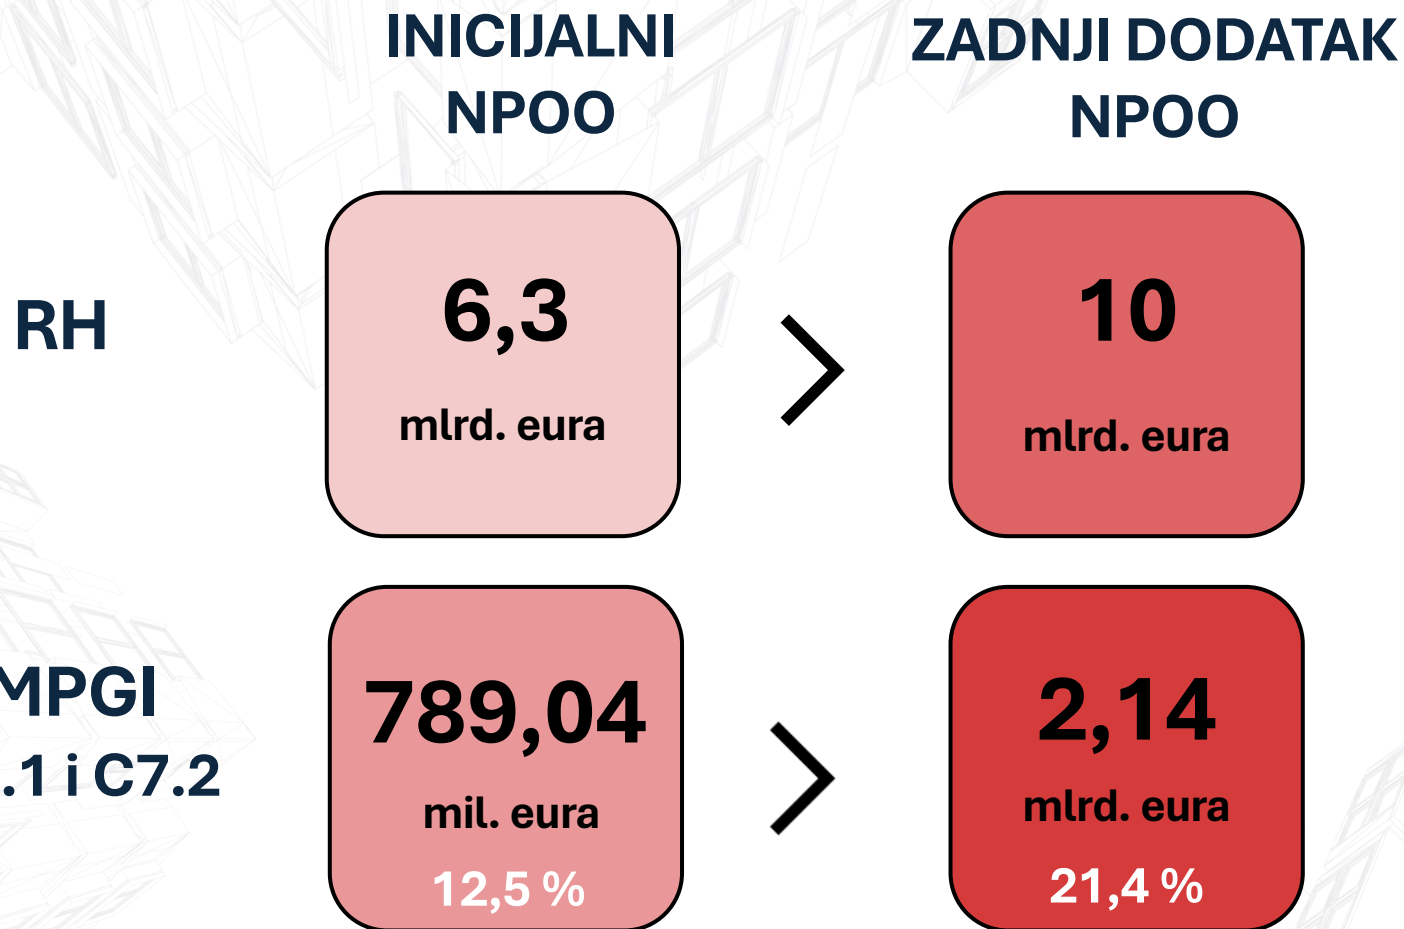 INICIJALNI
NPOO
ZADNJI DODATAK
NPOO
RH
6,3
mlrd. eura
10
mlrd. eura
MPGI
.1 i C7.2
789,04
mil. eura
12,5 %
2,14
mlrd. eura
21,4 %